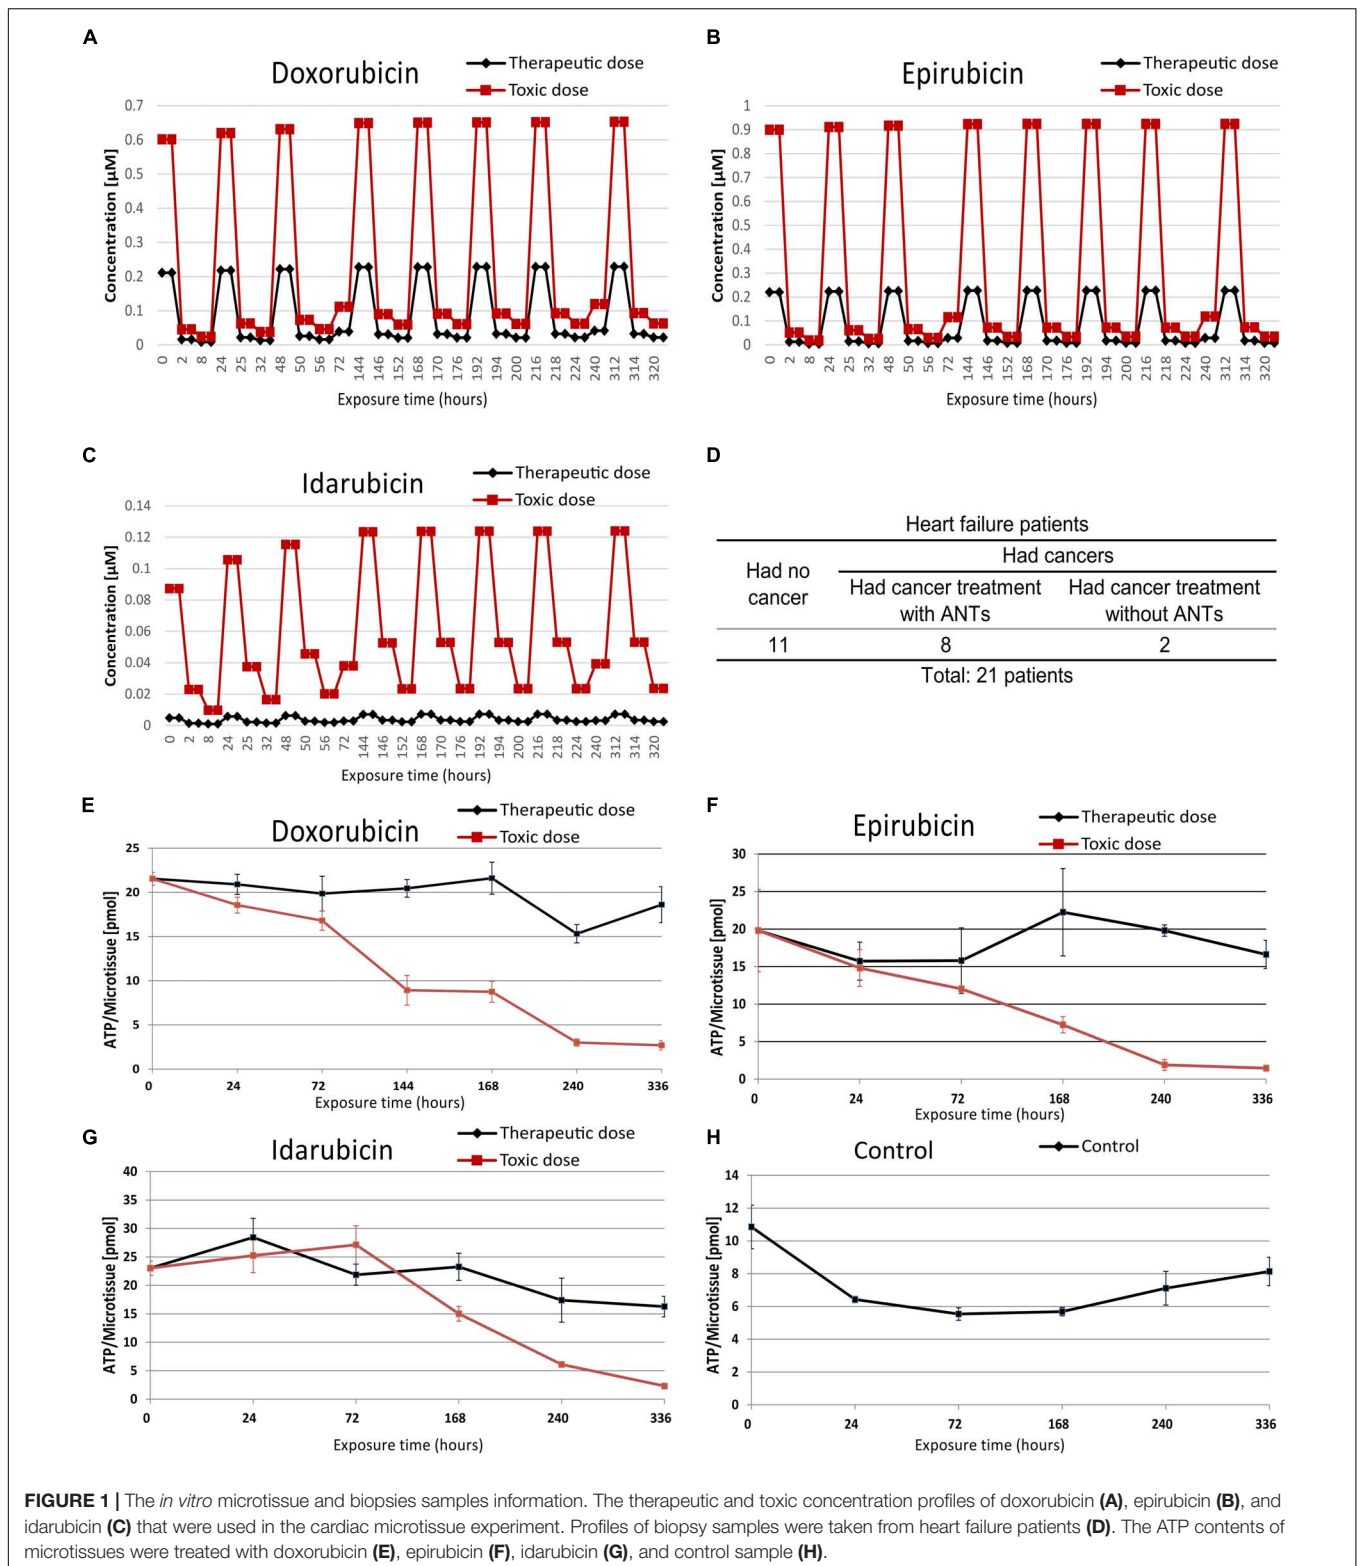 A
Doxorubicin
Therapeutic dose
Toxic dose
Concentration [µM]
0.7
0.6
0.5
0.4
0.3
0.2
0.1
0
0 2 8 24 25 32 48 50 56 72 144 146 152 168 170 176 192 194 200 216 218 224 240 312 314 320
Exposure time (hours)
B
Epirubicin
Therapeutic dose
Toxic dose
Concentration [µM]
1
0.9
0.8
0.7
0.6
0.5
0.4
0.3
0.2
0.1
0
0 2 8 24 25 32 48 50 56 72 144 146 152 168 170 176 192 194 200 216 218 224 240 312 314 320
Exposure time (hours)
C
Idarubicin
Therapeutic dose
Toxic dose
Concentration [µM]
0.14
0.12
0.1
0.08
0.06
0.04
0.02
0
0 2 8 24 25 32 48 50 56 72 144 146 152 168 170 176 192 194 200 216 218 224 240 312 314 320
Exposure time (hours)
D
Heart failure patients
Had no cancer
Had cancers
Had cancer treatment with ANTs
Had cancer treatment without ANTs
11 8 2
Total: 21 patients
E
Doxorubicin
Therapeutic dose
Toxic dose
ATP/Microtissue [pmol]
25
20
15
10
5
0
0 24 72 144 168 240 336
Exposure time (hours)
F
Epirubicin
Therapeutic dose
Toxic dose
ATP/Microtissue [pmol]
30
25
20
15
10
5
0
0 24 72 168 240 336
Exposure time (hours)
G
Idarubicin
Therapeutic dose
Toxic dose
ATP/Microtissue [pmol]
40
35
30
25
20
15
10
5
0
0 24 72 168 240 336
Exposure time (hours)
H
Control
Control
ATP/Microtissue [pmol]
14
12
10
8
6
4
2
0
0 24 72 168 240 336
Exposure time (hours)
FIGURE 1 | The in vitro microtissue and biopsies samples information. The therapeutic and toxic concentration profiles of doxorubicin (A), epirubicin (B), and
idarubicin (C) that were used in the cardiac microtissue experiment. Profiles of biopsy samples were taken from heart failure patients (D). The ATP contents of
microtissues were treated with doxorubicin (E), epirubicin (F), idarubicin (G), and control sample (H).